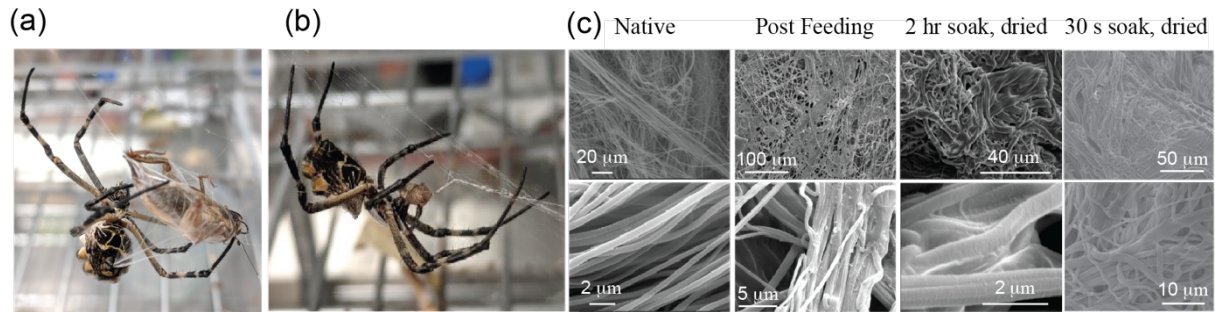 (a)
(b)
(c)
Native
Post Feeding
2 hr soak, dried
30 s soak, dried
20 µm
100 µm
40 µm
50 µm
2 µm
5 µm
2 µm
10 µm